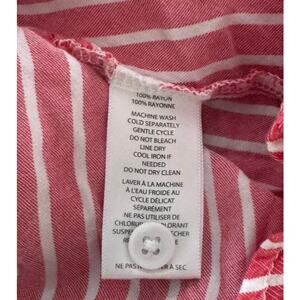 100% RAYON
100% RAYONNE
MACHINE WASH
COLD SEPARATELY
GENTLE CYCLE
DO NOT BLEACH
LINE DRY
COOL IRON IF
NEEDED
DO NOT DRY CLEAN
LAVER À LA MACHINE
À L'EAU FROIDE AU
CYCLE DÉLICAT
SÉPARÉMENT
NE PAS UTILISER DE
COLORANT
NE PAS À SEC